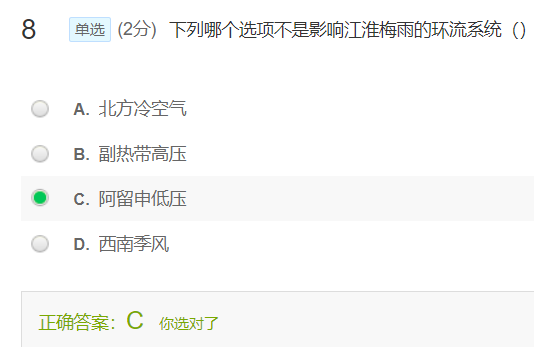 8 单选 (2分) 下列哪个选项不是影响江淮梅雨的环流系统（）
A. 北方冷空气
B. 副热带高压
C. 阿留申低压
D. 西南季风
正确答案：C 你选对了